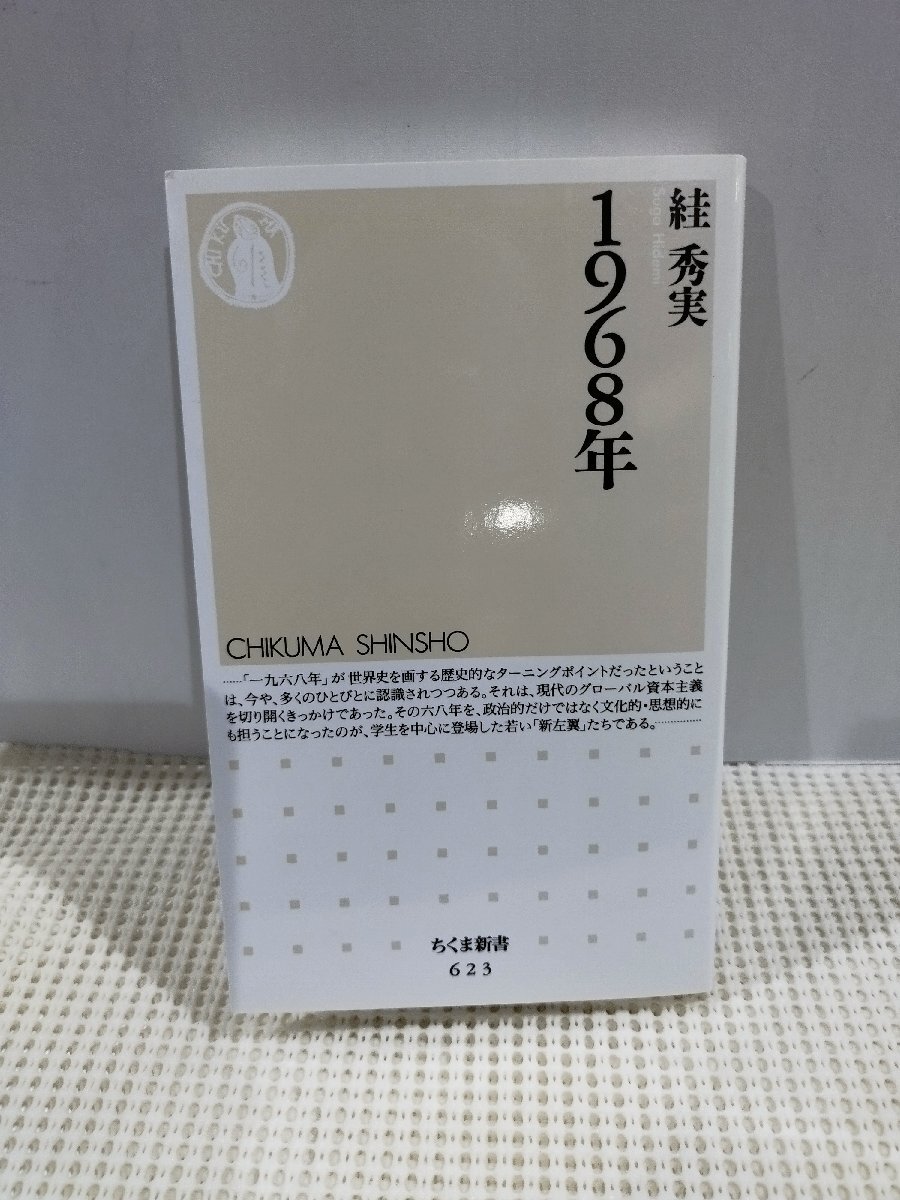 絓 秀実
Suga Hidemi
1968年
CHIKUMA
CHIKUMA SHINSHO
……「一九六八年」が世界史を画する歴史的なターニングポイントだったということ
は、今や、多くのひとびとに認識されつつある。それは、現代のグローバル資本主義
を切り開くきっかけであった。その六八年を、政治的だけではなく文化的・思想的に
も担うことになったのが、学生を中心に登場した若い「新左翼」たちである。……………
ちくま新書
623